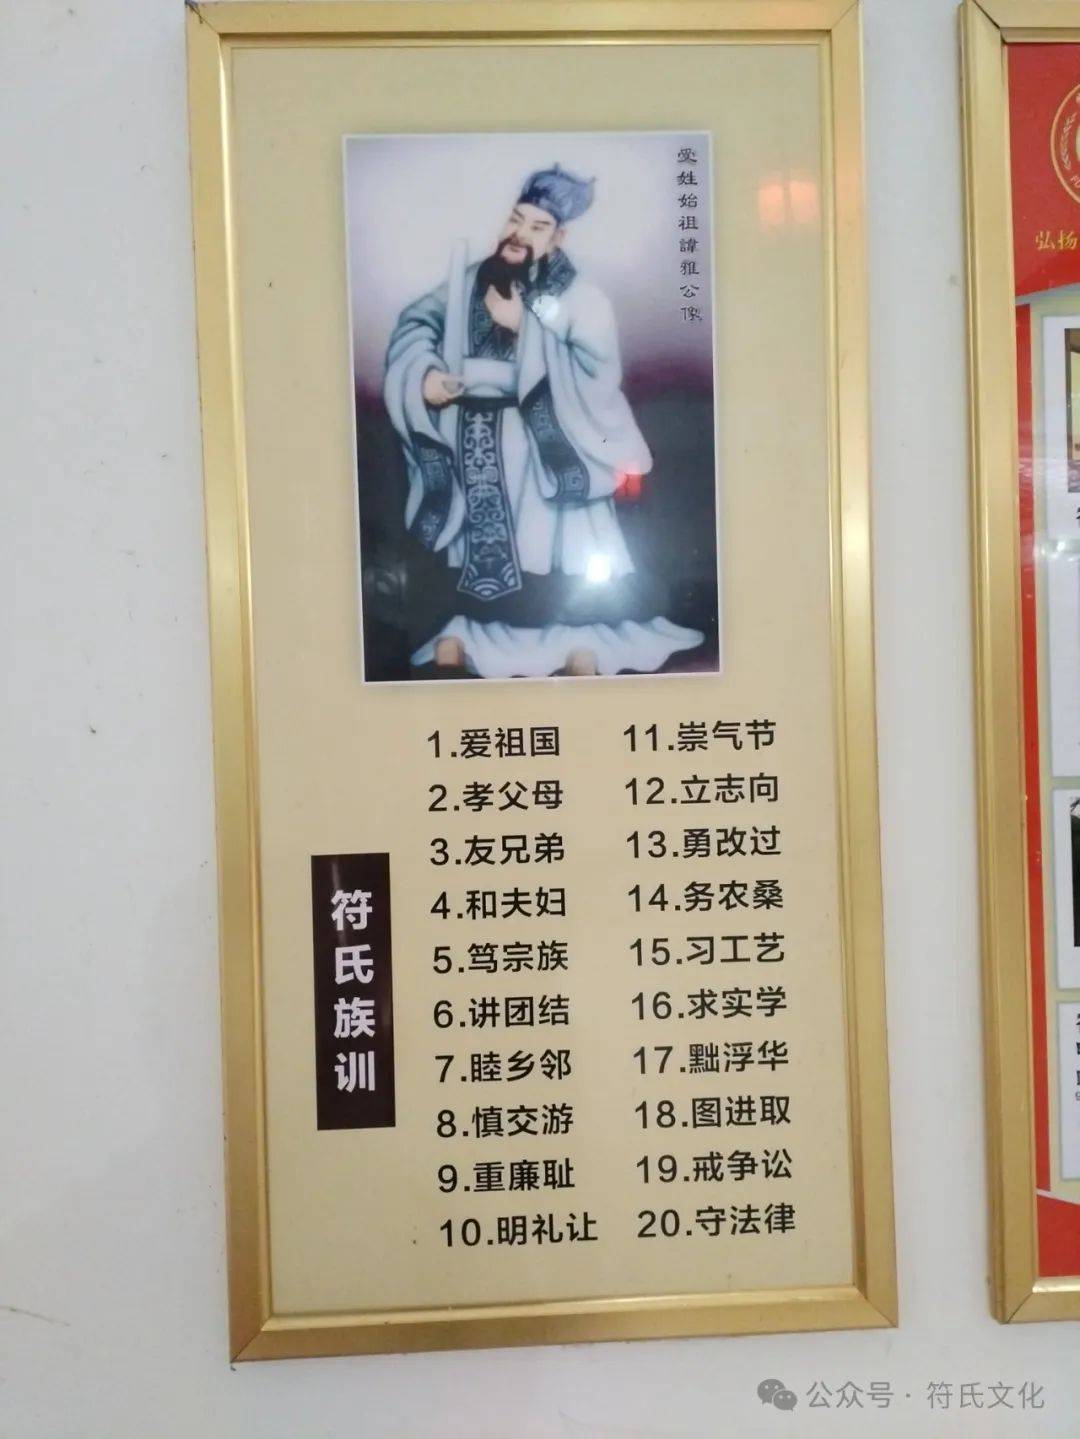 受姓始祖諱雅公像
符氏族训
1.爱祖国
2.孝父母
3.友兄弟
4.和夫妇
5.笃宗族
6.讲团结
7.睦乡邻
8.慎交游
9.重廉耻
10.明礼让
11.崇气节
12.立志向
13.勇改过
14.务农桑
15.习工艺
16.求实学
17.黜浮华
18.图进取
19.戒争讼
20.守法律
弘扬
公众号·符氏文化